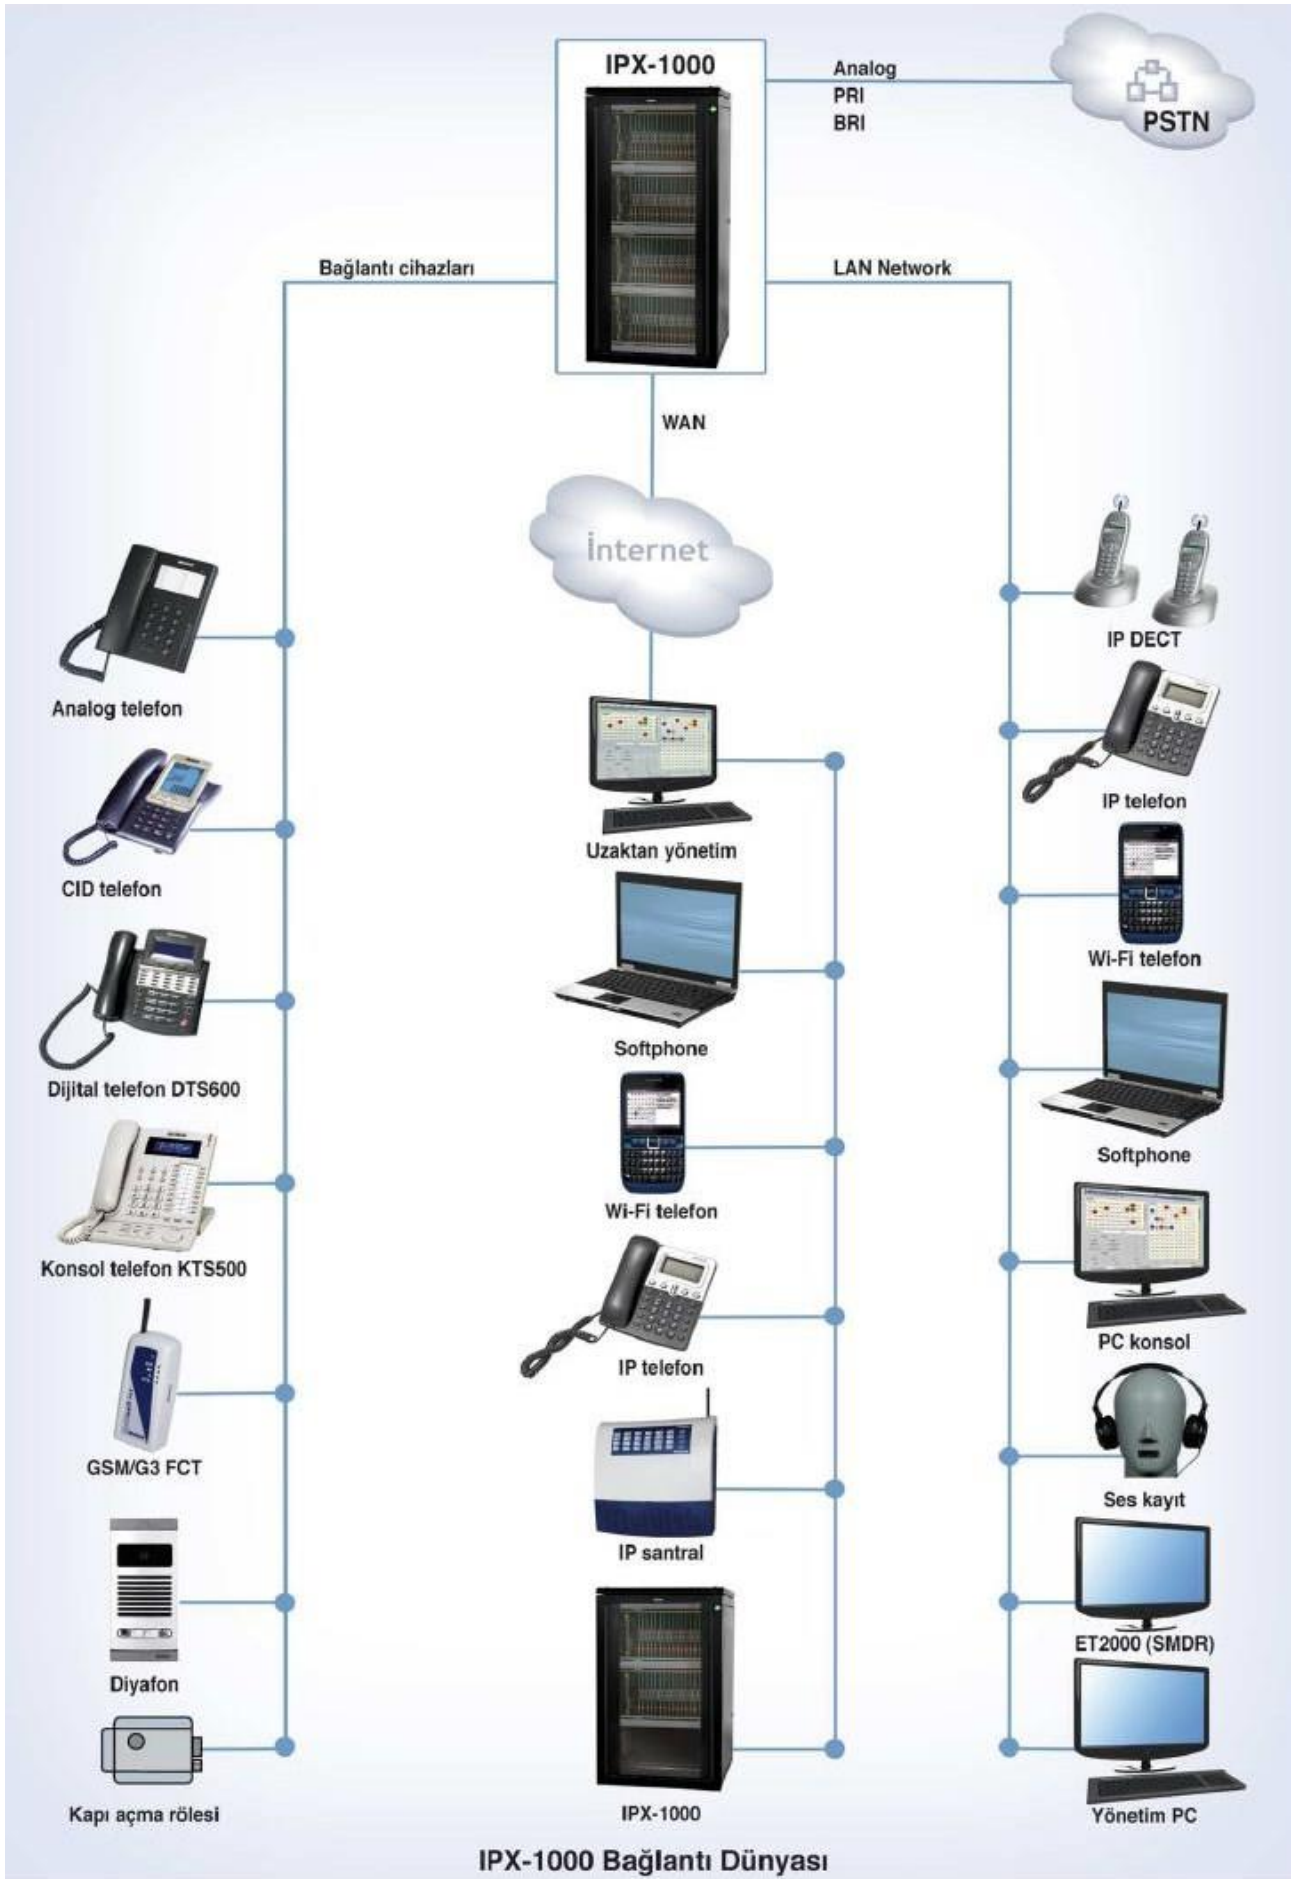 IPX-1000
Analog
PRI
BRI
PSTN
Bağlantı cihazları
LAN Network
WAN
internet
Analog telefon
CID telefon
Dijital telefon DTS600
Konsol telefon KTS500
GSM/G3 FCT
Diyafon
Kapı açma rölesi
Uzaktan yönetim
Softphone
Wi-Fi telefon
IP telefon
IP santral
IPX-1000
IP DECT
IP telefon
Wi-Fi telefon
Softphone
PC konsol
Ses kayıt
ET2000 (SMDR)
Yönetim PC
IPX-1000 Bağlantı Dünyası